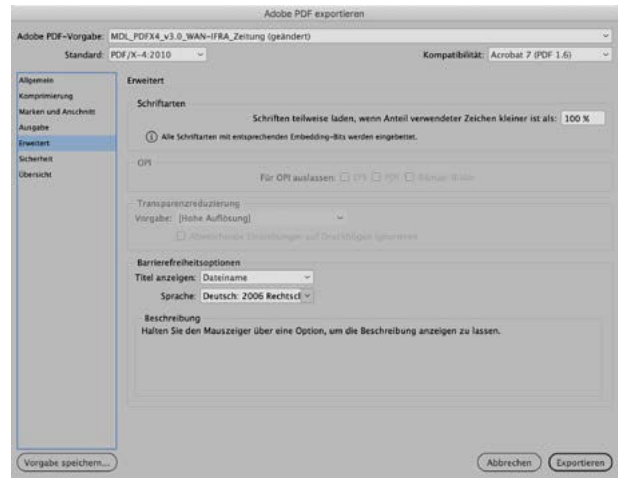 Adobe PDF exportieren
Adobe PDF-Vorgabe: MDL_PDFX4_v3.0_WAN-IFRA_Zeitung (geändert)
Standard: PDF/X-4:2010 Kompatibilität: Acrobat 7 (PDF 1.6)
Allgemein
Komprimierung
Marken und Anschnitt
Ausgabe
Erweitert
Sicherheit
Übersicht
Erweitert
Schriftarten
Schriften teilweise laden, wenn Anteil verwendeter Zeichen kleiner ist als: 100 %
Alle Schriftarten mit entsprechenden Embedding-Bits werden eingebettet.
OPI
Für OPI auslassen: EPS PDF Bitmap-Bilder
Transparenzreduzierung
Vorgabe: [Hohe Auflösung]
Abweichende Einstellungen auf Druckbögen ignorieren
Barrierefreiheitsoptionen
Titel anzeigen: Dateiname
Sprache: Deutsch: 2006 Rechtscl
Beschreibung
Halten Sie den Mauszeiger über eine Option, um die Beschreibung anzeigen zu lassen.
Vorgabe speichern...
Abbrechen
Exportieren